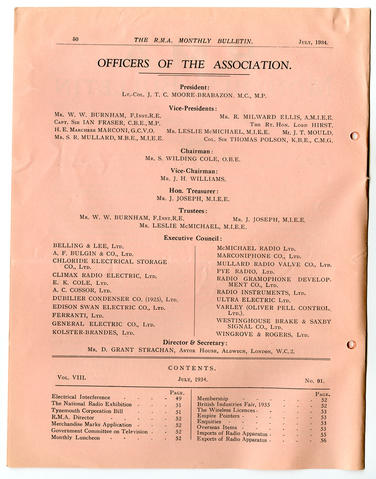 50 THE R.M.A. MONTHLY BULLETIN. JULY, 1934.
OFFICERS OF THE ASSOCIATION.
President:
LT.-COL. J. T. C. MOORE-BRABAZON, M.C., M.P.
Vice-Presidents:
MR. W. W. BURNHAM, F.INST.R.E. MR. R. MILWARD ELLIS, A.M.I.E.E.
CAPT. SIR IAN FRASER, C.B.E., M.P. THE RT. HON. LORD HIRST.
H.E. MARCHESE MARCONI, G.C.V.O. MR. LESLIE McMICHAEL, M.I.E.E. MR. J. T. MOULD.
MR. S. R. MULLARD, M.B.E., M.I.E.E. COL. SIR THOMAS POLSON, K.B.E., C.M.G.
Chairman:
MR. S. WILDING COLE, O.B.E.
Vice-Chairman:
MR. J. H. WILLIAMS.
Hon. Treasurer:
MR. J. JOSEPH, M.I.E.E.
Trustees:
MR. W. W. BURNHAM, F.INST.R.E. MR. J. JOSEPH, M.I.E.E.
MR. LESLIE McMICHAEL, M.I.E.E.
Executive Council:
BELLING & LEE, LTD.
A. F. BULGIN & CO., LTD.
CHLORIDE ELECTRICAL STORAGE
CO., LTD.
CLIMAX RADIO ELECTRIC, LTD.
E. K. COLE, LTD.
A. C. COSSOR, LTD.
DUBILIER CONDENSER CO. (1925), LTD.
EDISON SWAN ELECTRIC CO., LTD.
FERRANTI, LTD.
GENERAL ELECTRIC CO., LTD.
KOLSTER-BRANDES, LTD.
McMICHAEL RADIO LTD.
MARCONIPHONE CO., LTD.
MULLARD RADIO VALVE CO., LTD.
PYE RADIO, LTD.
RADIO GRAMOPHONE DEVELOP-
MENT CO., LTD.
RADIO INSTRUMENTS, LTD.
ULTRA ELECTRIC LTD.
VARLEY (OLIVER PELL CONTROL,
LTD.).
WESTINGHOUSE BRAKE & SAXBY
SIGNAL CO., LTD.
WINGROVE & ROGERS, LTD.
Director & Secretary:
MR. D. GRANT STRACHAN, ASTOR HOUSE, ALDWICH, LONDON, W.C.2.
CONTENTS.
VOL. VIII. JULY, 1934. No. 91.
PAGE.
Electrical Interference - - - 49
The National Radio Exhibition - - 51
Tynemouth Corporation Bill - - 51
R.M.A. Director - - - 52
Merchandise Marks Application - - 52
Government Committee on Television - 52
Monthly Luncheon - - - 52
PAGE.
Membership - - - 52
British Industries Fair, 1935 - - 52
The Wireless Licences - - - 53
Empire Pointers - - - 53
Enquiries - - - 53
Overseas Items - - - 53
Imports of Radio Apparatus - - 55
Exports of Radio Apparatus - - 56